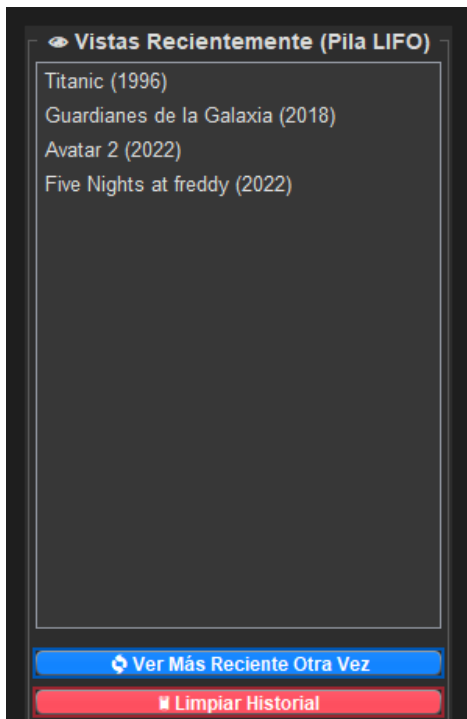 Vistas Recientemente (Pila LIFO)
Titanic (1996)
Guardianes de la Galaxia (2018)
Avatar 2 (2022)
Five Nights at freddy (2022)
Ver Más Reciente Otra Vez
Limpiar Historial